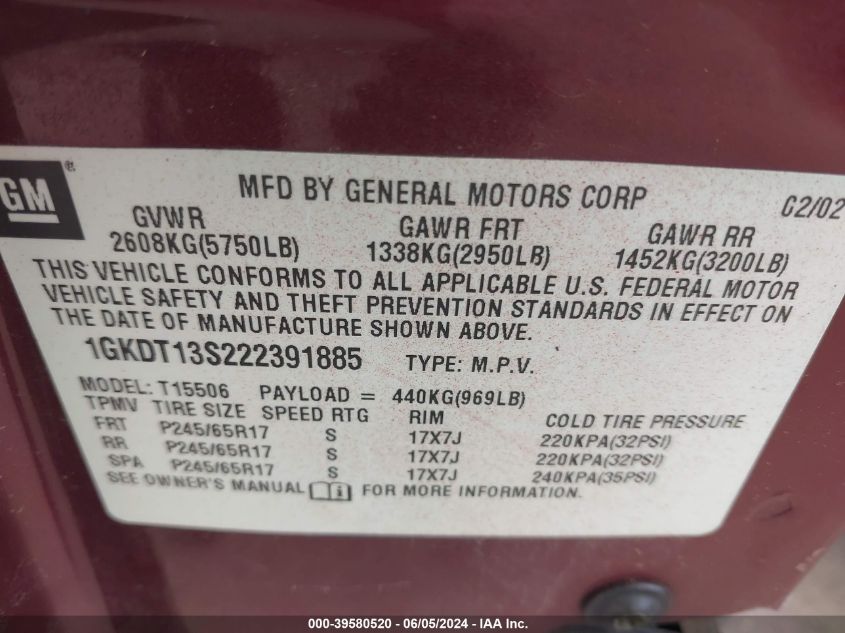 GM®
MFD BY GENERAL MOTORS CORP
02/02
GVWR
GAWR FRT
GAWR RR
2608KG(5750LB)
1338KG(2950LB)
1452KG(3200LB)
THIS VEHICLE CONFORMS TO ALL APPLICABLE U.S. FEDERAL MOTOR
VEHICLE SAFETY AND THEFT PREVENTION STANDARDS IN EFFECT ON
THE DATE OF MANUFACTURE SHOWN ABOVE.
1GKDT13S222391885 TYPE: M.P.V.
MODEL: T15506 PAYLOAD = 440KG(969LB)
TPMV TIRE SIZE SPEED RTG RIM COLD TIRE PRESSURE
FRT P245/65R17 S 17X7J 220KPA(32PSI)
RR P245/65R17 S 17X7J 220KPA(32PSI)
SPA P245/65R17 S 17X7J 240KPA(35PSI)
SEE OWNER'S MANUAL i FOR MORE INFORMATION.
000-39580520 - 06/05/2024 - IAA Inc.